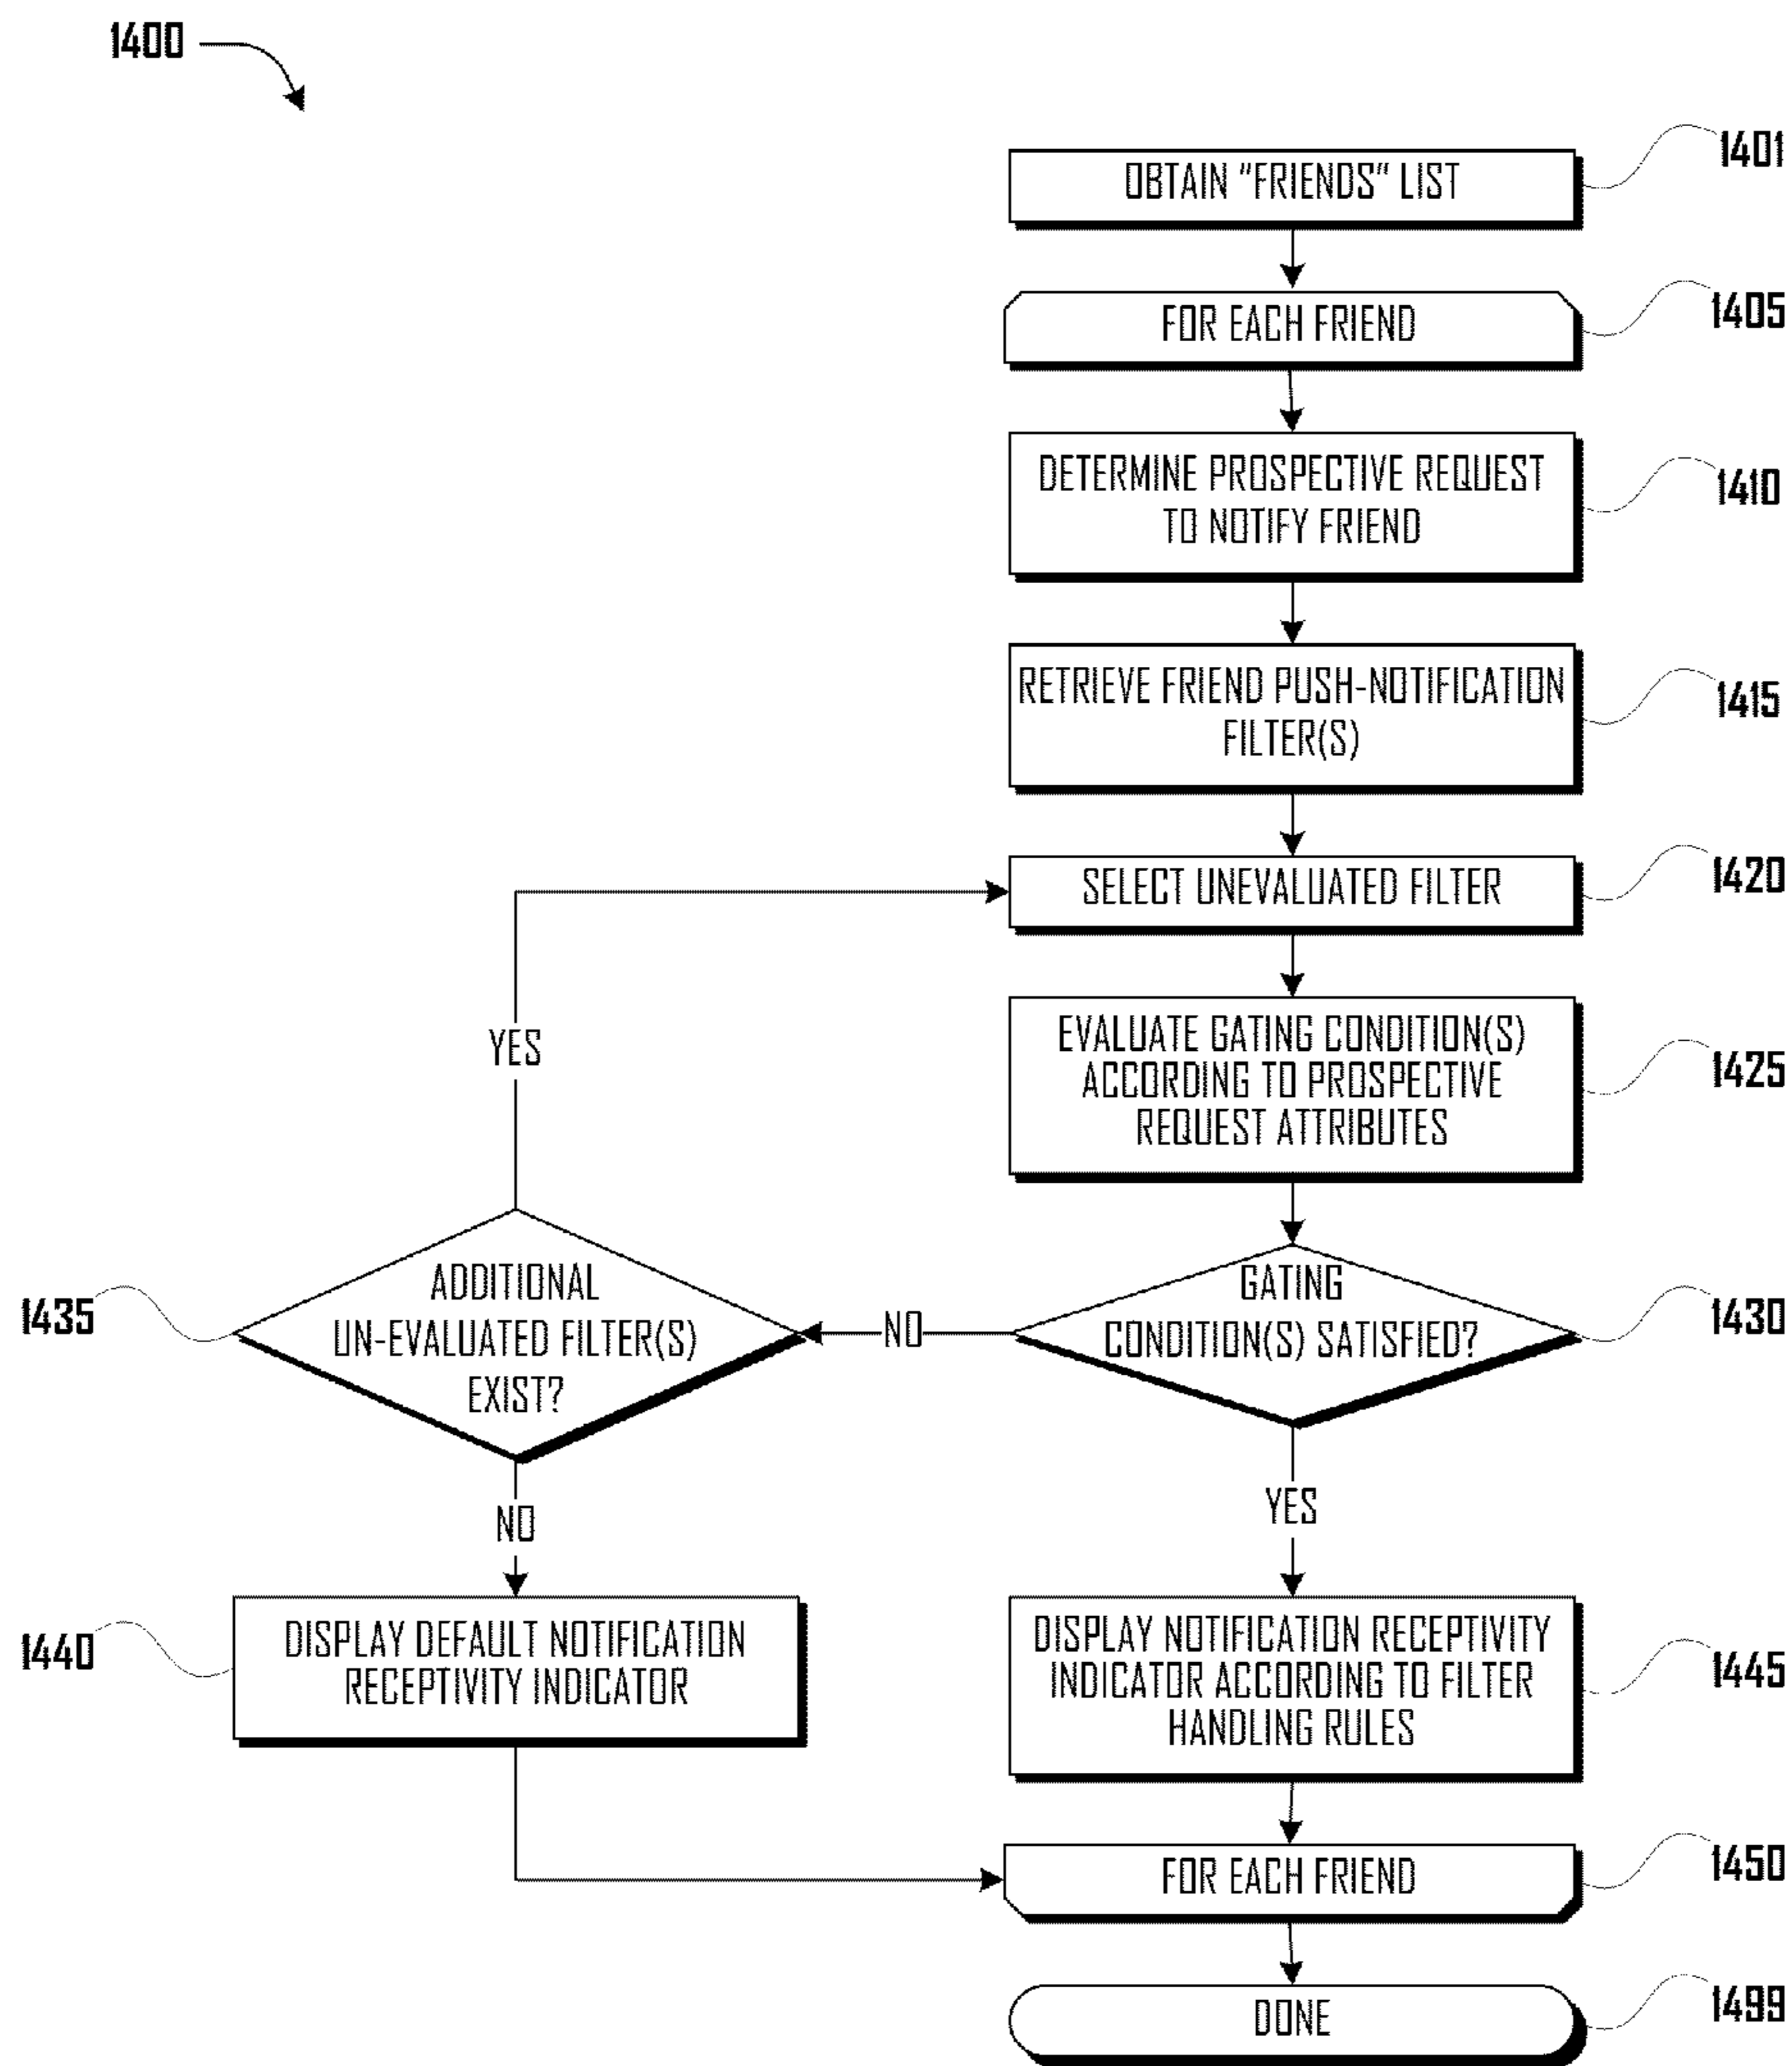 1400
OBTAIN "FRIENDS" LIST
1401
FOR EACH FRIEND
1405
DETERMINE PROSPECTIVE REQUEST
TO NOTIFY FRIEND
1410
RETRIEVE FRIEND PUSH-NOTIFICATION
FILTER(S)
1415
SELECT UNEVALUATED FILTER
1420
EVALUATE GATING CONDITION(S)
ACCORDING TO PROSPECTIVE
REQUEST ATTRIBUTES
1425
YES
GATING
CONDITION(S) SATISFIED?
1430
NO
ADDITIONAL
UN-EVALUATED FILTER(S)
EXIST?
1435
NO
YES
DISPLAY DEFAULT NOTIFICATION
RECEPTIVITY INDICATOR
1440
DISPLAY NOTIFICATION RECEPTIVITY
INDICATOR ACCORDING TO FILTER
HANDLING RULES
1445
FOR EACH FRIEND
1450
DONE
1499